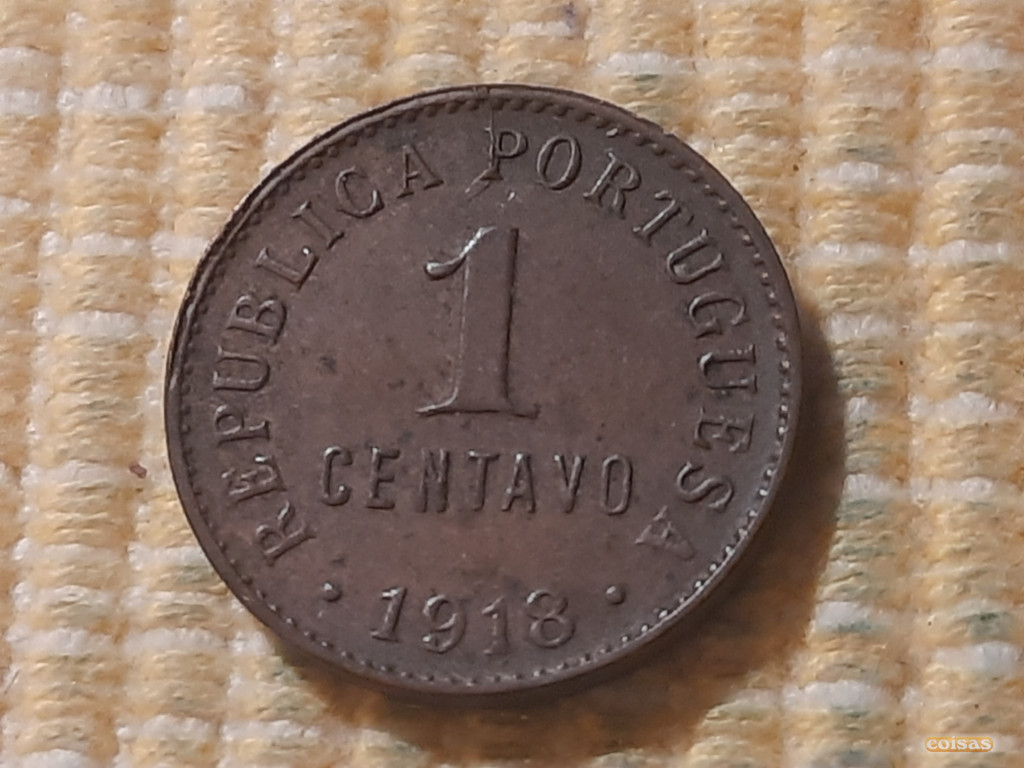 REPUBLICA PORTUGUESA
1
CENTAVO
• 1918 •
coisas